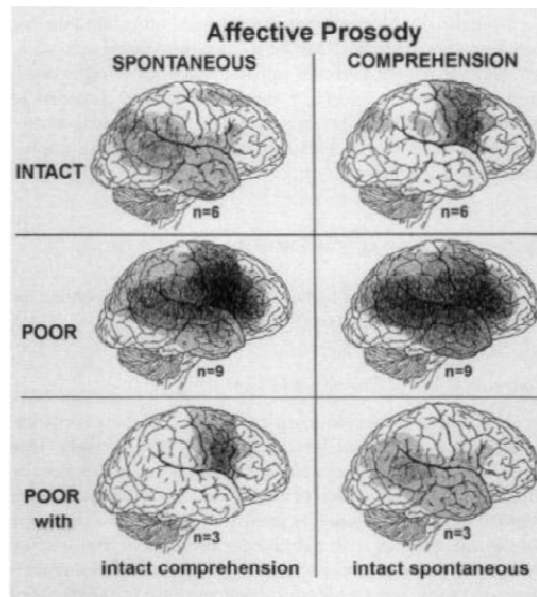 Affective Prosody
SPONTANEOUS COMPREHENSION
INTACT
n=6 n=6
POOR
n=9 n=9
POOR
with
n=3 n=3
intact comprehension intact spontaneous